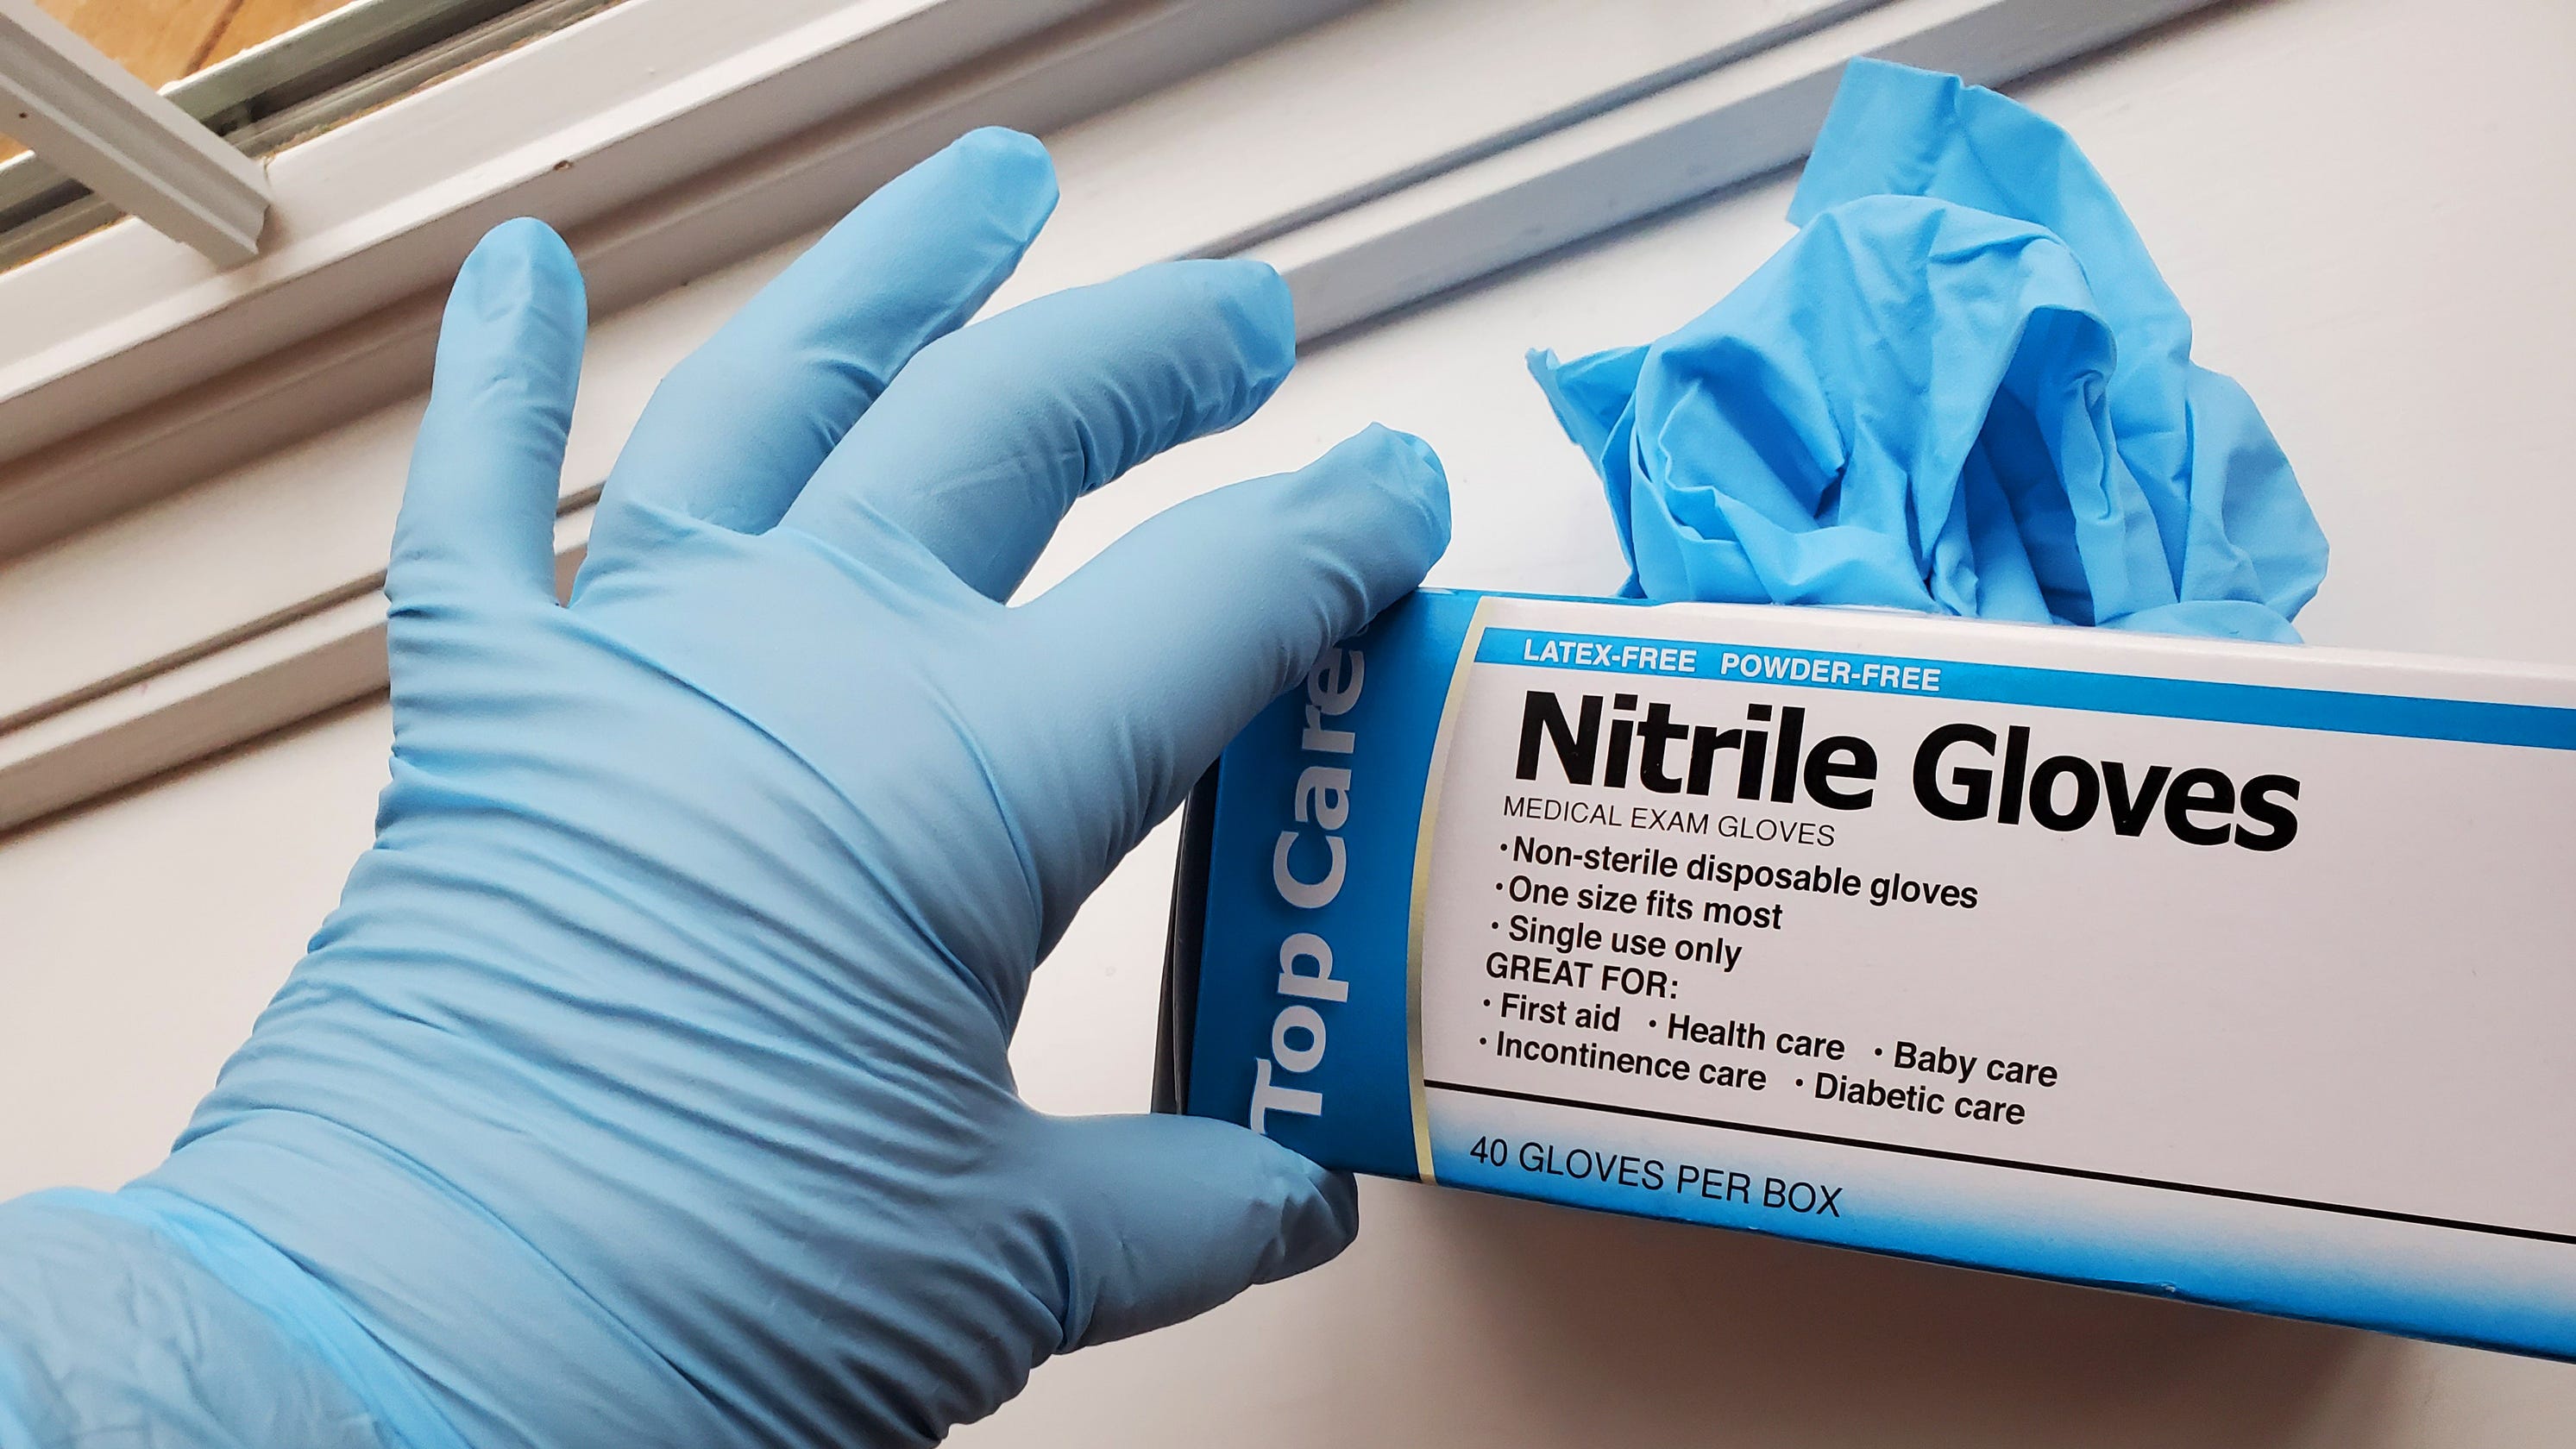 Top Care
LATEX-FREE POWDER-FREE
Nitrile Gloves
MEDICAL EXAM GLOVES
•Non-sterile disposable gloves
•One size fits most
• Single use only
GREAT FOR:
• First aid • Health care • Baby care
• Incontinence care • Diabetic care
40 GLOVES PER BOX